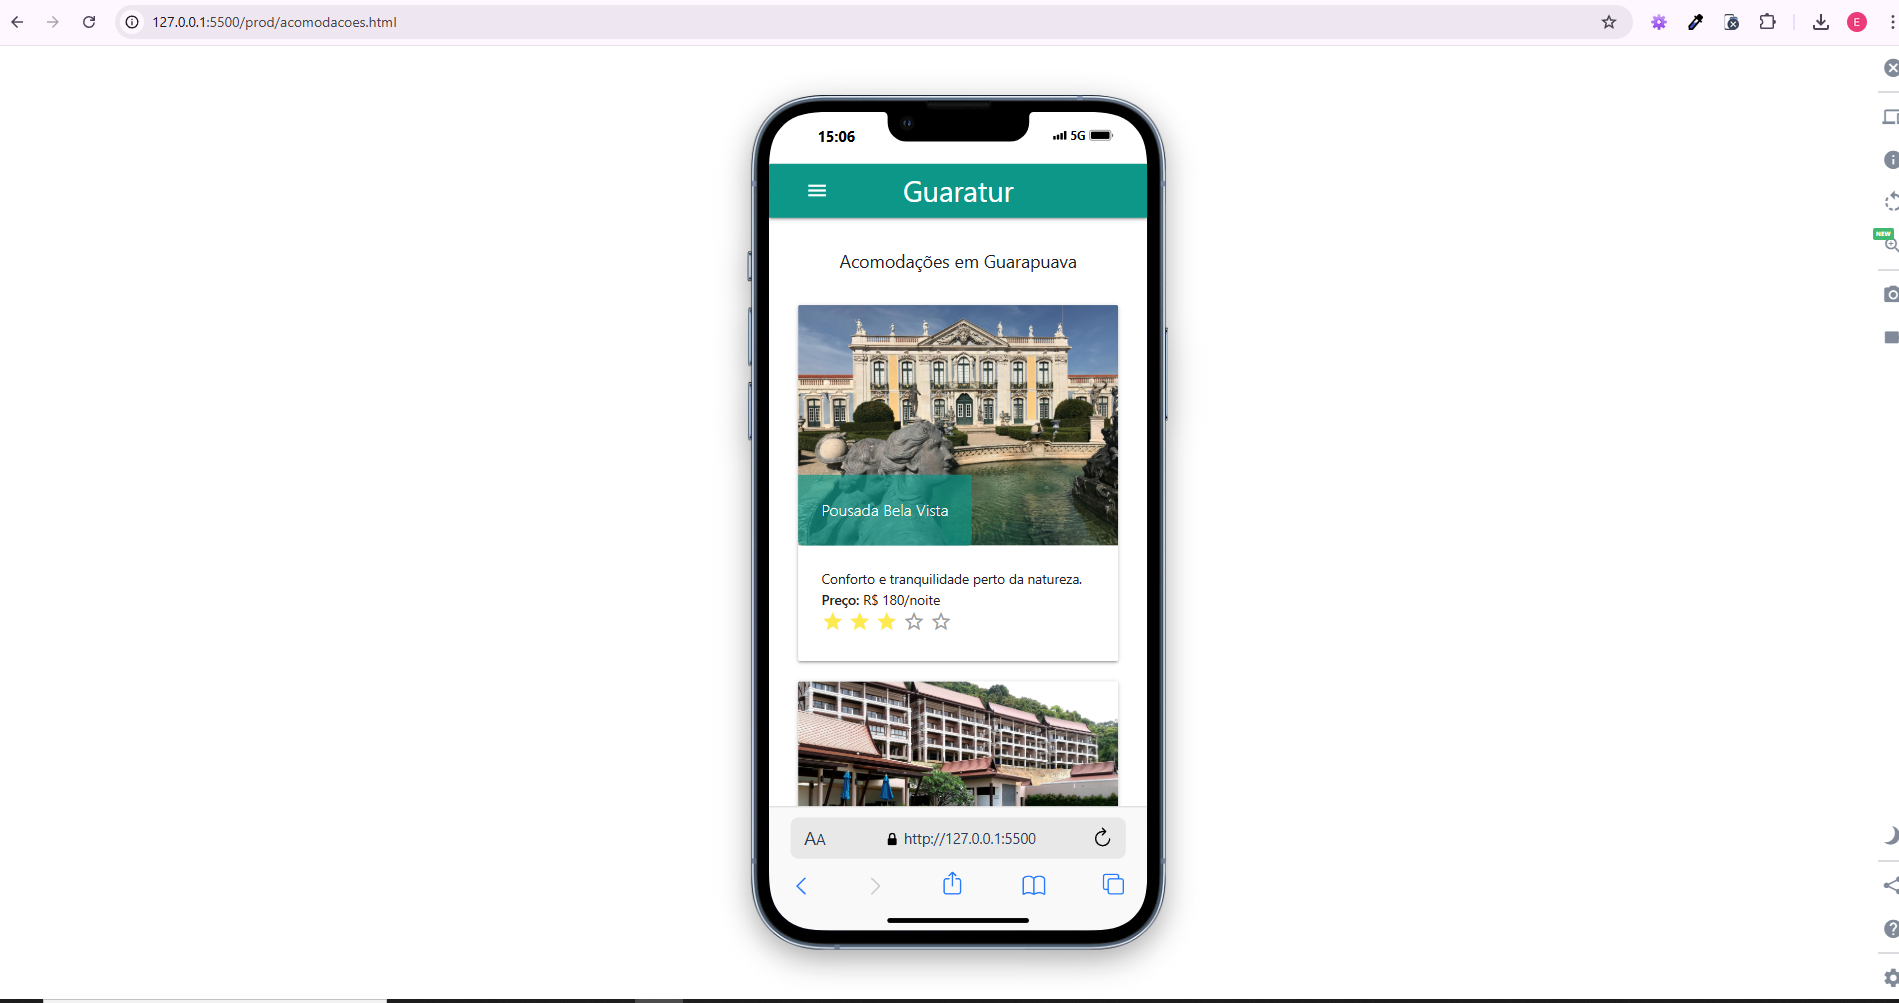 127.0.0.1:5500/prod/acomodacoes.html
E
NEW
15:06
5G
Guaratur
Acomodações em Guarapuava
Pousada Bela Vista
Conforto e tranquilidade perto da natureza.
Preço: R$ 180/noite
AA
http://127.0.0.1:5500